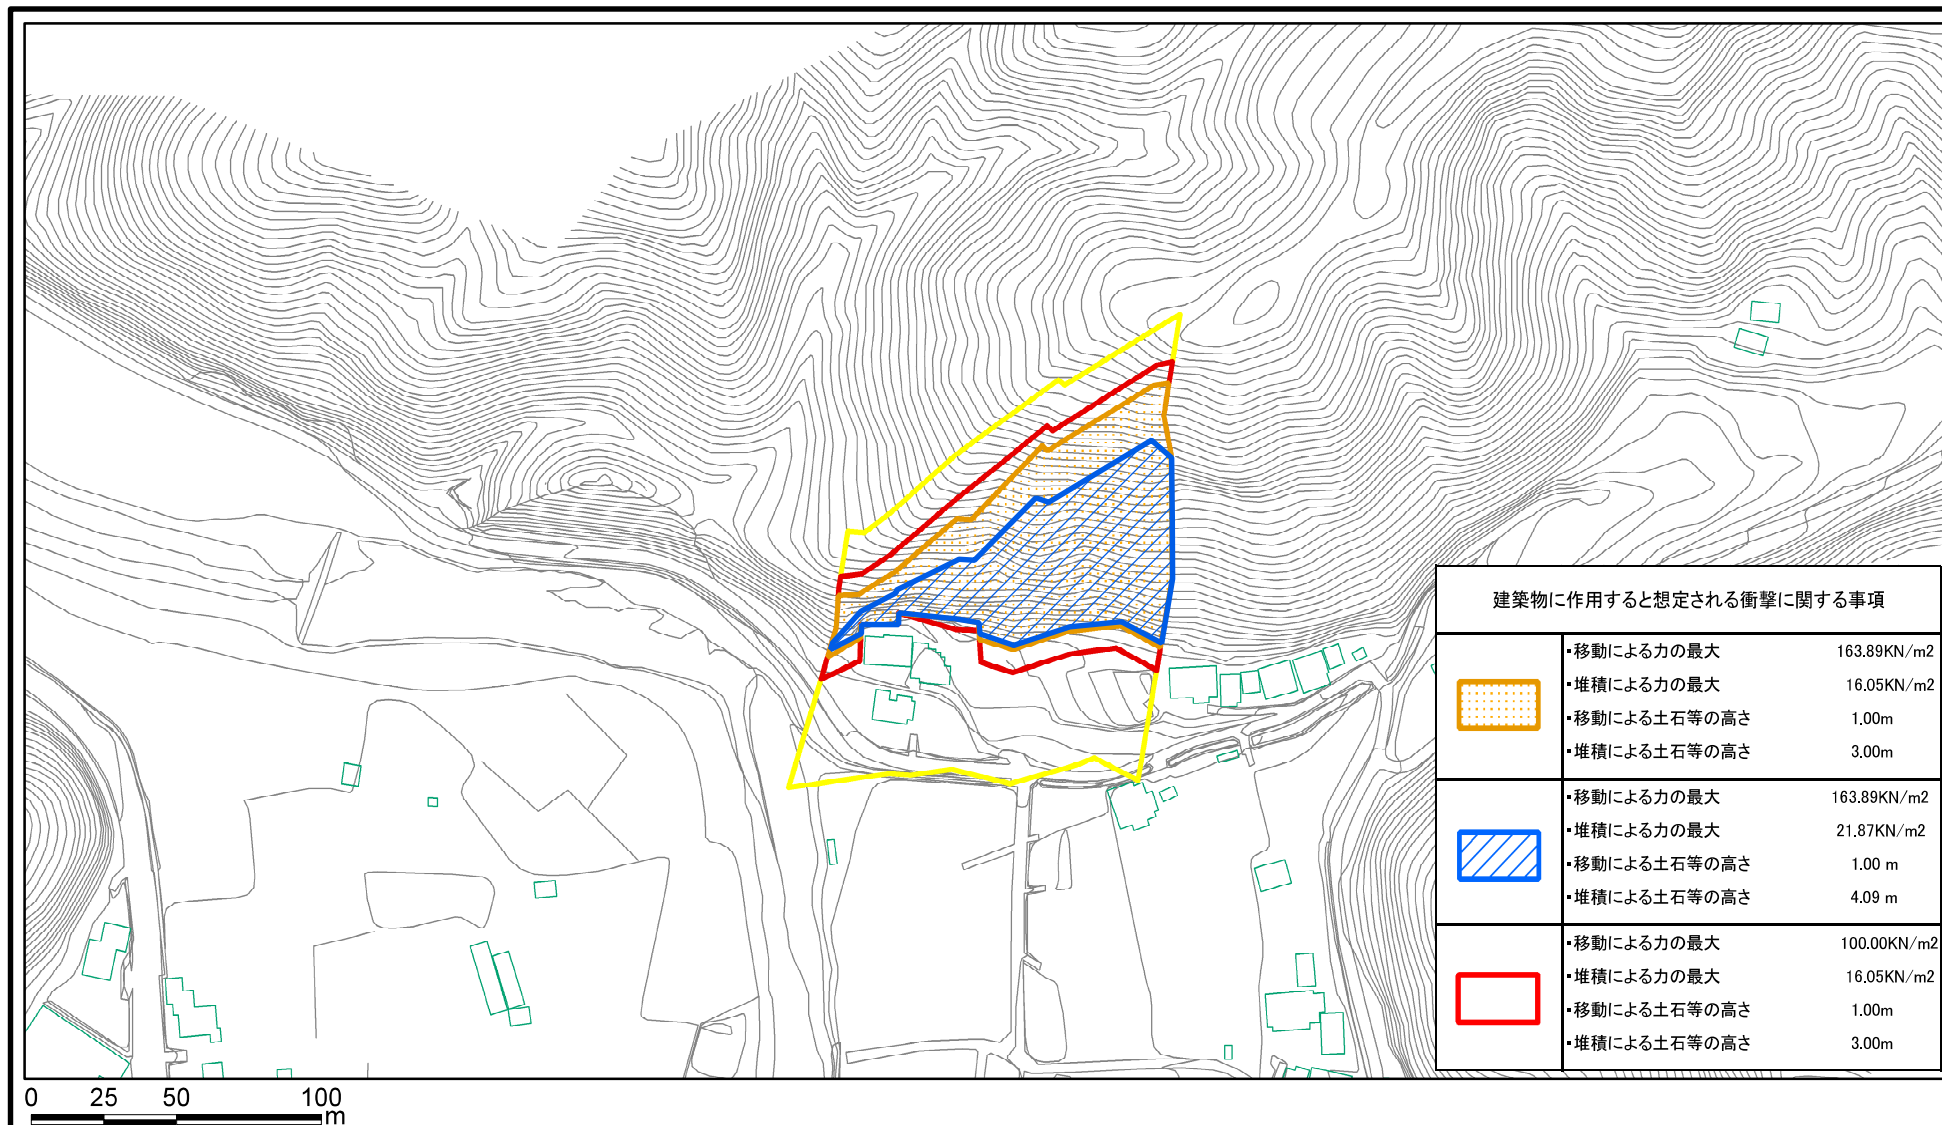 建築物に作用すると想定される衝撃に関する事項
・移動による力の最大 163.89KN/m2
・堆積による力の最大 16.05KN/m2
・移動による土石等の高さ 1.00m
・堆積による土石等の高さ 3.00m
・移動による力の最大 163.89KN/m2
・堆積による力の最大 21.87KN/m2
・移動による土石等の高さ 1.00 m
・堆積による土石等の高さ 4.09 m
・移動による力の最大 100.00KN/m2
・堆積による力の最大 16.05KN/m2
・移動による土石等の高さ 1.00m
・堆積による土石等の高さ 3.00m
0 25 50 100
m